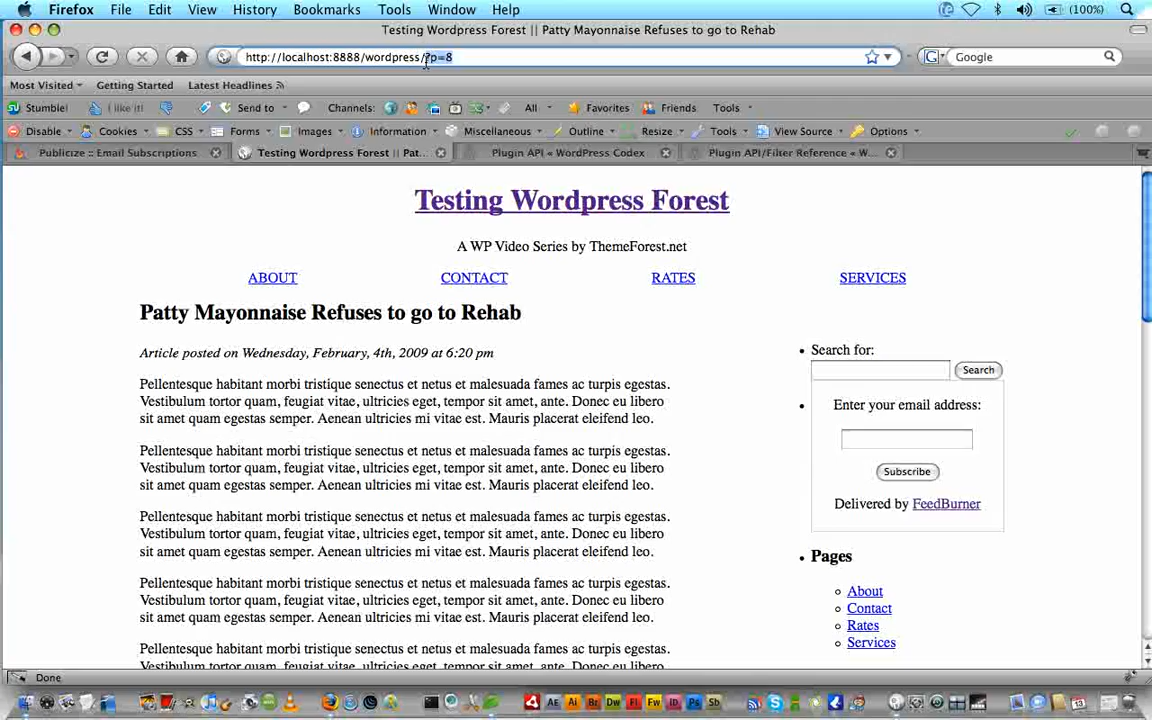 Firefox File Edit View History Bookmarks Tools Window Help (100%)
Testing Wordpress Forest || Patty Mayonnaise Refuses to go to Rehab
http://localhost:8888/wordpress/?p=8 Google
Most Visited Getting Started Latest Headlines
Stumble! I like it! Send to Channels: All Favorites Friends Tools
Disable Cookies CSS Forms Images Information Miscellaneous Outline Resize Tools View Source Options
Publicize :: Email Subscriptions Testing Wordpress Forest || Pat... Plugin API « WordPress Codex Plugin API/Filter Reference « W...
Testing Wordpress Forest
A WP Video Series by ThemeForest.net
ABOUT CONTACT RATES SERVICES
Patty Mayonnaise Refuses to go to Rehab
Article posted on Wednesday, February, 4th, 2009 at 6:20 pm
Pellentesque habitant morbi tristique senectus et netus et malesuada fames ac turpis egestas.
Vestibulum tortor quam, feugiat vitae, ultricies eget, tempor sit amet, ante. Donec eu libero
sit amet quam egestas semper. Aenean ultricies mi vitae est. Mauris placerat eleifend leo.
Pellentesque habitant morbi tristique senectus et netus et malesuada fames ac turpis egestas.
Vestibulum tortor quam, feugiat vitae, ultricies eget, tempor sit amet, ante. Donec eu libero
sit amet quam egestas semper. Aenean ultricies mi vitae est. Mauris placerat eleifend leo.
Pellentesque habitant morbi tristique senectus et netus et malesuada fames ac turpis egestas.
Vestibulum tortor quam, feugiat vitae, ultricies eget, tempor sit amet, ante. Donec eu libero
sit amet quam egestas semper. Aenean ultricies mi vitae est. Mauris placerat eleifend leo.
Pellentesque habitant morbi tristique senectus et netus et malesuada fames ac turpis egestas.
Vestibulum tortor quam, feugiat vitae, ultricies eget, tempor sit amet, ante. Donec eu libero
sit amet quam egestas semper. Aenean ultricies mi vitae est. Mauris placerat eleifend leo.
Pellentesque habitant morbi tristique senectus et netus et malesuada fames ac turpis egestas.
Search for:
Search
Enter your email address:
Subscribe
Delivered by FeedBurner
Pages
About
Contact
Rates
Services
Done
AE Ai Br Dw Fl Fw ID Ps Sb